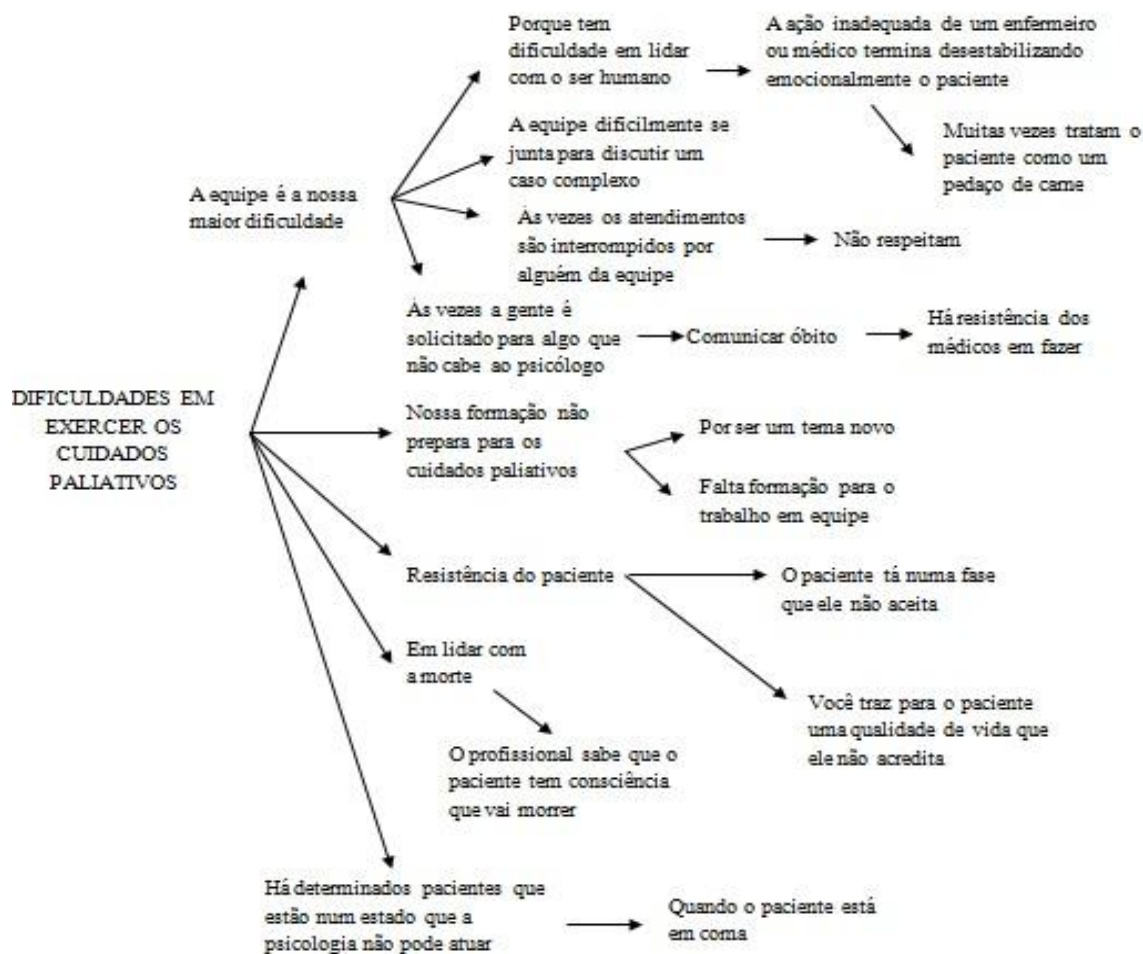 Porque tem
dificuldade em lidar
com o ser humano
A ação inadequada de um enfermeiro
ou médico termina desestabilizando
emocionalmente o paciente
Muitas vezes tratam o
paciente como um
pedaço de carne
A equipe dificilmente se
junta para discutir um
caso complexo
A equipe é a nossa
maior dificuldade
Às vezes os atendimentos
são interrompidos por
alguém da equipe
Não respeitam
Às vezes a gente é
solicitado para algo que
não cabe ao psicólogo
Comunicar óbito
Há resistência dos
médicos em fazer
DIFICULDADES EM
EXERCER OS
CUIDADOS
PALIATIVOS
Nossa formação não
prepara para os
cuidados paliativos
Por ser um tema novo
Falta formação para o
trabalho em equipe
Resistência do paciente
O paciente tá numa fase
que ele não aceita
Você traz para o paciente
uma qualidade de vida que
ele não acredita
Em lidar com
a morte
O profissional sabe que o
paciente tem consciência
que vai morrer
Há determinados pacientes que
estão num estado que a
psicologia não pode atuar
Quando o paciente está
em coma